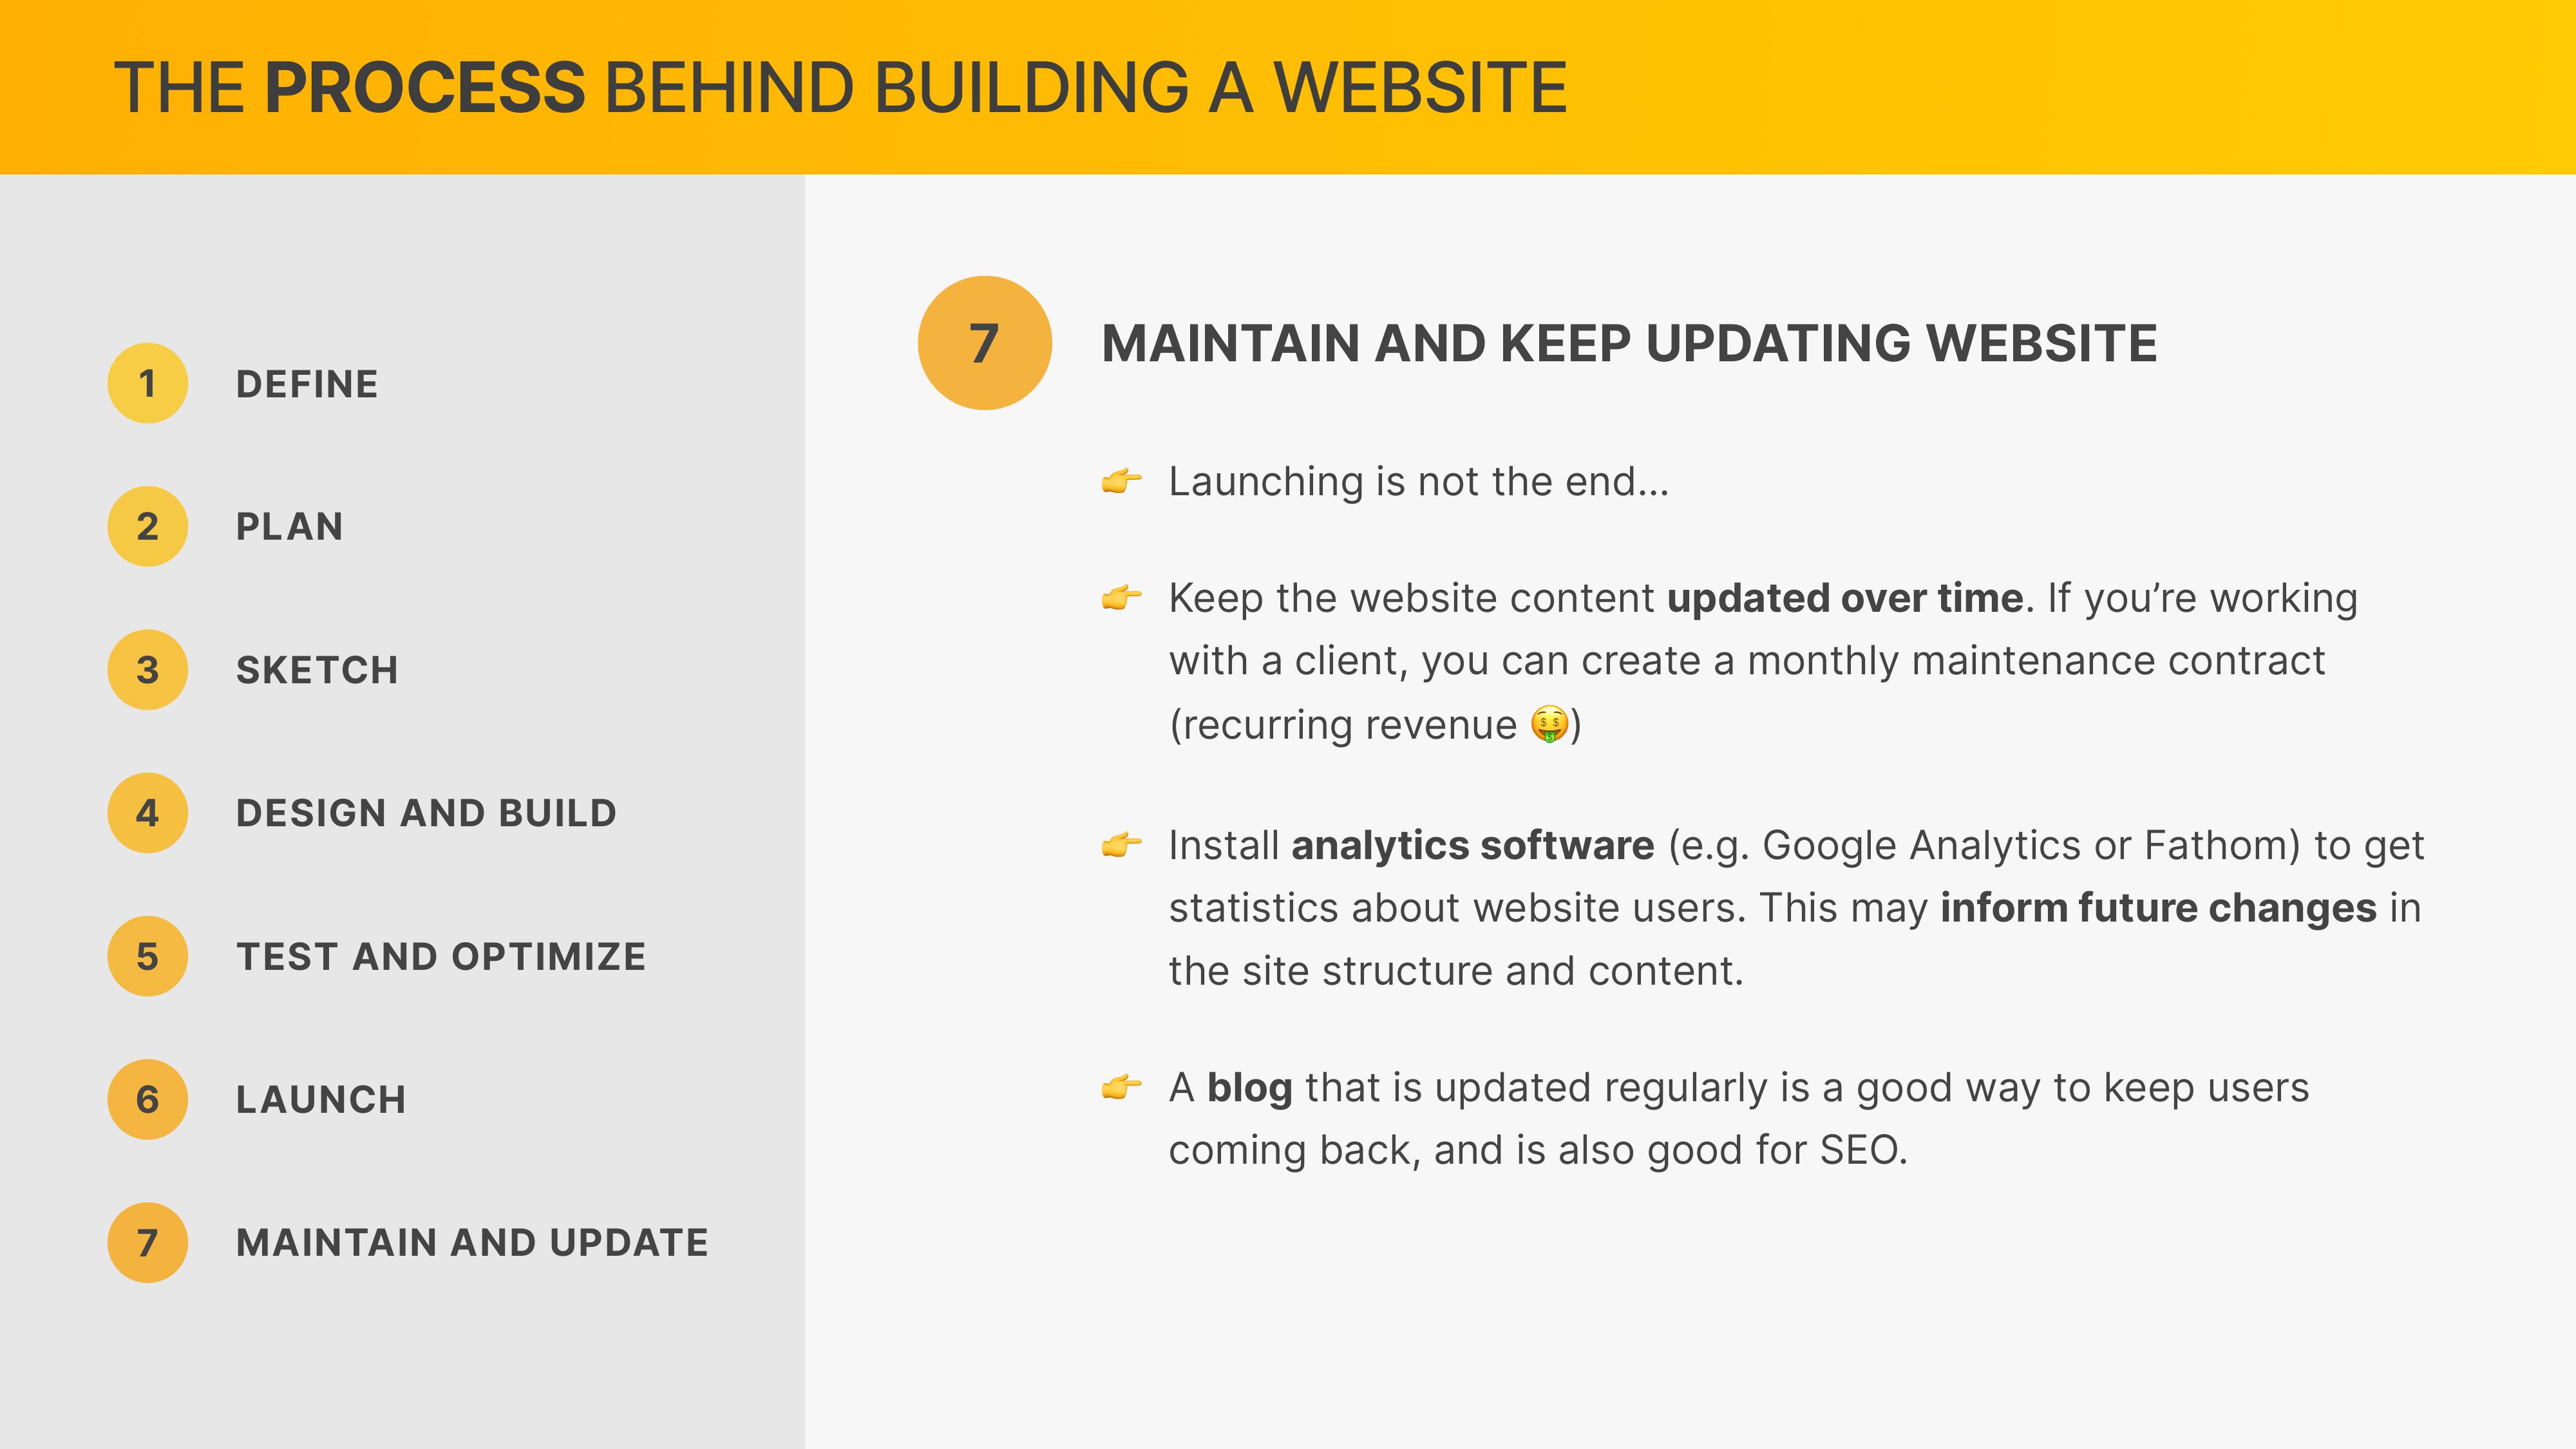 THE PROCESS BEHIND BUILDING A WEBSITE
1 DEFINE
2 PLAN
3 SKETCH
4 DESIGN AND BUILD
5 TEST AND OPTIMIZE
6 LAUNCH
7 MAINTAIN AND UPDATE
7 MAINTAIN AND KEEP UPDATING WEBSITE
👉 Launching is not the end...
👉 Keep the website content updated over time. If you’re working
with a client, you can create a monthly maintenance contract
(recurring revenue 🤑)
👉 Install analytics software (e.g. Google Analytics or Fathom) to get
statistics about website users. This may inform future changes in
the site structure and content.
👉 A blog that is updated regularly is a good way to keep users
coming back, and is also good for SEO.